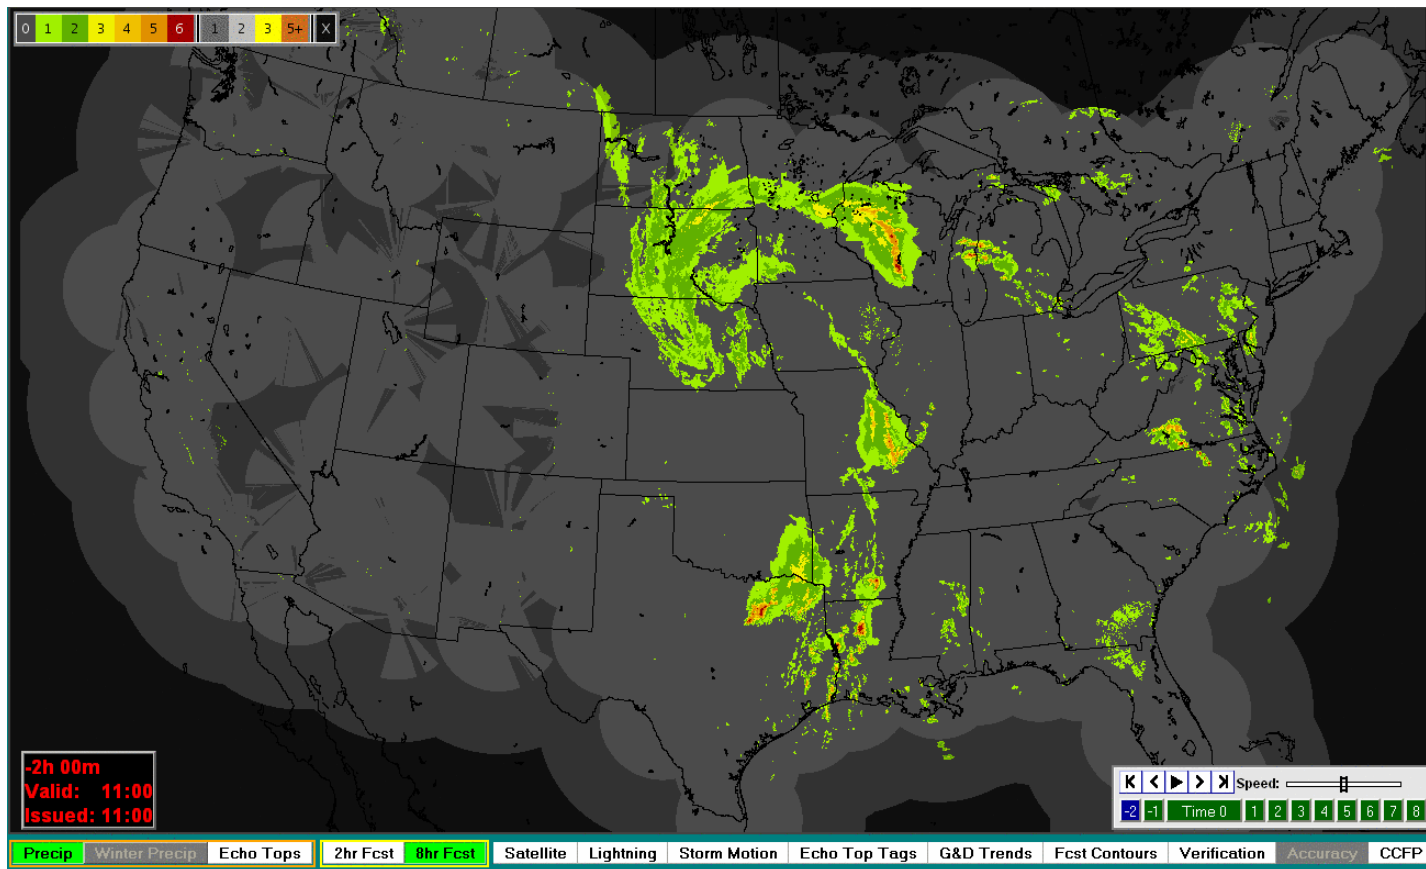 0 1 2 3 4 5 6 1 2 3 5+ X
-2h 00m
Valid: 11:00
Issued: 11:00
Speed:
-2 -1 Time 0 1 2 3 4 5 6 7 8
Precip Winter Precip Echo Tops 2hr Fcst 8hr Fcst Satellite Lightning Storm Motion Echo Top Tags G&D Trends Fcst Contours Verification Accuracy CCFP